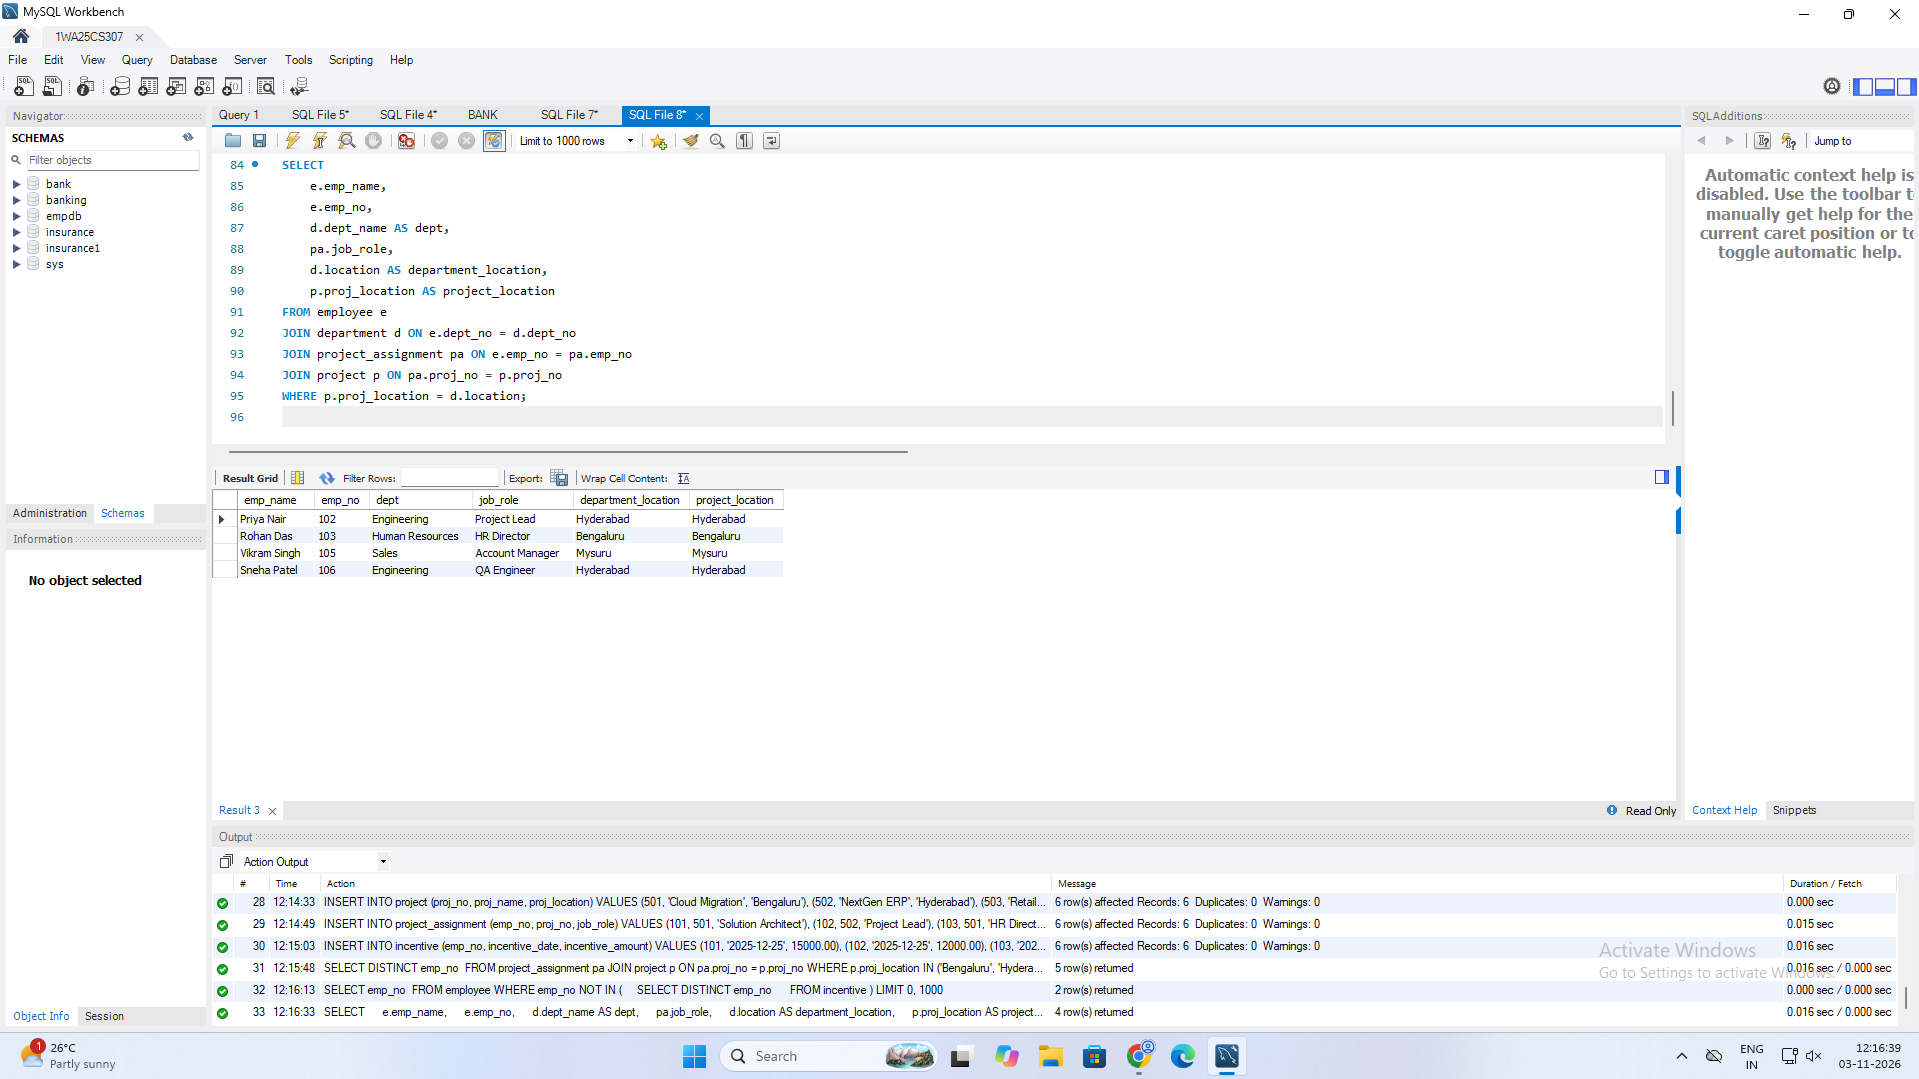 MySQL Workbench
1WA25CS307
File Edit View Query Database Server Tools Scripting Help
Navigator
SCHEMAS
Filter objects
bank
banking
empdb
insurance
insurance1
sys
Administration Schemas
Information
No object selected
Object Info Session
Query 1 SQL File 5* SQL File 4* BANK SQL File 7* SQL File 8*
Limit to 1000 rows
84 SELECT
85 e.emp_name,
86 e.emp_no,
87 d.dept_name AS dept,
88 pa.job_role,
89 d.location AS department_location,
90 p.proj_location AS project_location
91 FROM employee e
92 JOIN department d ON e.dept_no = d.dept_no
93 JOIN project_assignment pa ON e.emp_no = pa.emp_no
94 JOIN project p ON pa.proj_no = p.proj_no
95 WHERE p.proj_location = d.location;
96
Result Grid Filter Rows: Export: Wrap Cell Content:
emp_name emp_no dept job_role department_location project_location
Priya Nair 102 Engineering Project Lead Hyderabad Hyderabad
Rohan Das 103 Human Resources HR Director Bengaluru Bengaluru
Vikram Singh 105 Sales Account Manager Mysuru Mysuru
Sneha Patel 106 Engineering QA Engineer Hyderabad Hyderabad
Result 3 Read Only
SQLAdditions
Jump to
Automatic context help is
disabled. Use the toolbar t
manually get help for the
current caret position or to
toggle automatic help.
Context Help Snippets
Output
Action Output
# Time Action Message Duration / Fetch
28 12:14:33 INSERT INTO project (proj_no, proj_name, proj_location) VALUES (501, 'Cloud Migration', 'Bengaluru'), (502, 'NextGen ERP', 'Hyderabad'), (503, 'Retail... 6 row(s) affected Records: 6 Duplicates: 0 Warnings: 0 0.000 sec
29 12:14:49 INSERT INTO project_assignment (emp_no, proj_no, job_role) VALUES (101, 501, 'Solution Architect'), (102, 502, 'Project Lead'), (103, 501, 'HR Direct... 6 row(s) affected Records: 6 Duplicates: 0 Warnings: 0 0.015 sec
30 12:15:03 INSERT INTO incentive (emp_no, incentive_date, incentive_amount) VALUES (101, '2025-12-25', 15000.00), (102, '2025-12-25', 12000.00), (103, '202... 6 row(s) affected Records: 6 Duplicates: 0 Warnings: 0 0.016 sec
31 12:15:48 SELECT DISTINCT emp_no FROM project_assignment pa JOIN project p ON pa.proj_no = p.proj_no WHERE p.proj_location IN ('Bengaluru', 'Hydera... 5 row(s) returned 0.016 sec / 0.000 sec
32 12:16:13 SELECT emp_no FROM employee WHERE emp_no NOT IN ( SELECT DISTINCT emp_no FROM incentive ) LIMIT 0, 1000 2 row(s) returned 0.000 sec / 0.000 sec
33 12:16:33 SELECT e.emp_name, e.emp_no, d.dept_name AS dept, pa.job_role, d.location AS department_location, p.proj_location AS project... 4 row(s) returned 0.016 sec / 0.000 sec
Activate Windows
Go to Settings to activate Windows.
1
26°C
Partly sunny
Search
ENG
IN
12:16:39
03-11-2026